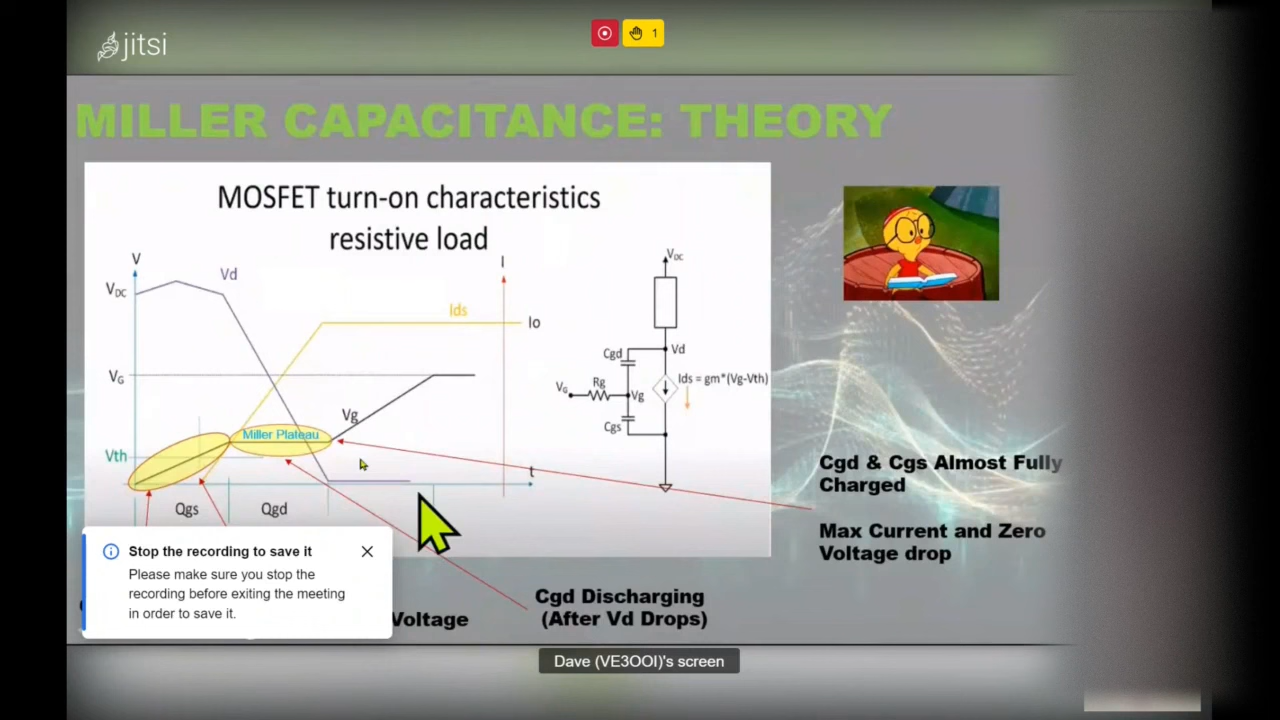 jitsi
1
MILLER CAPACITANCE: THEORY
MOSFET turn-on characteristics
resistive load
V
I
VDC
Vd
Ids
Io
VG
Vg
Miller Plateau
Vth
t
Qgs
Qgd
VDC
Vd
Cgd
Ids = gm*(Vg-Vth)
VG
Rg
Vg
Cgs
Cgd & Cgs Almost Fully
Charged
Max Current and Zero
Voltage drop
Stop the recording to save it
Please make sure you stop the
recording before exiting the meeting
in order to save it.
Voltage
Cgd Discharging
(After Vd Drops)
Dave (VE3OOI)'s screen